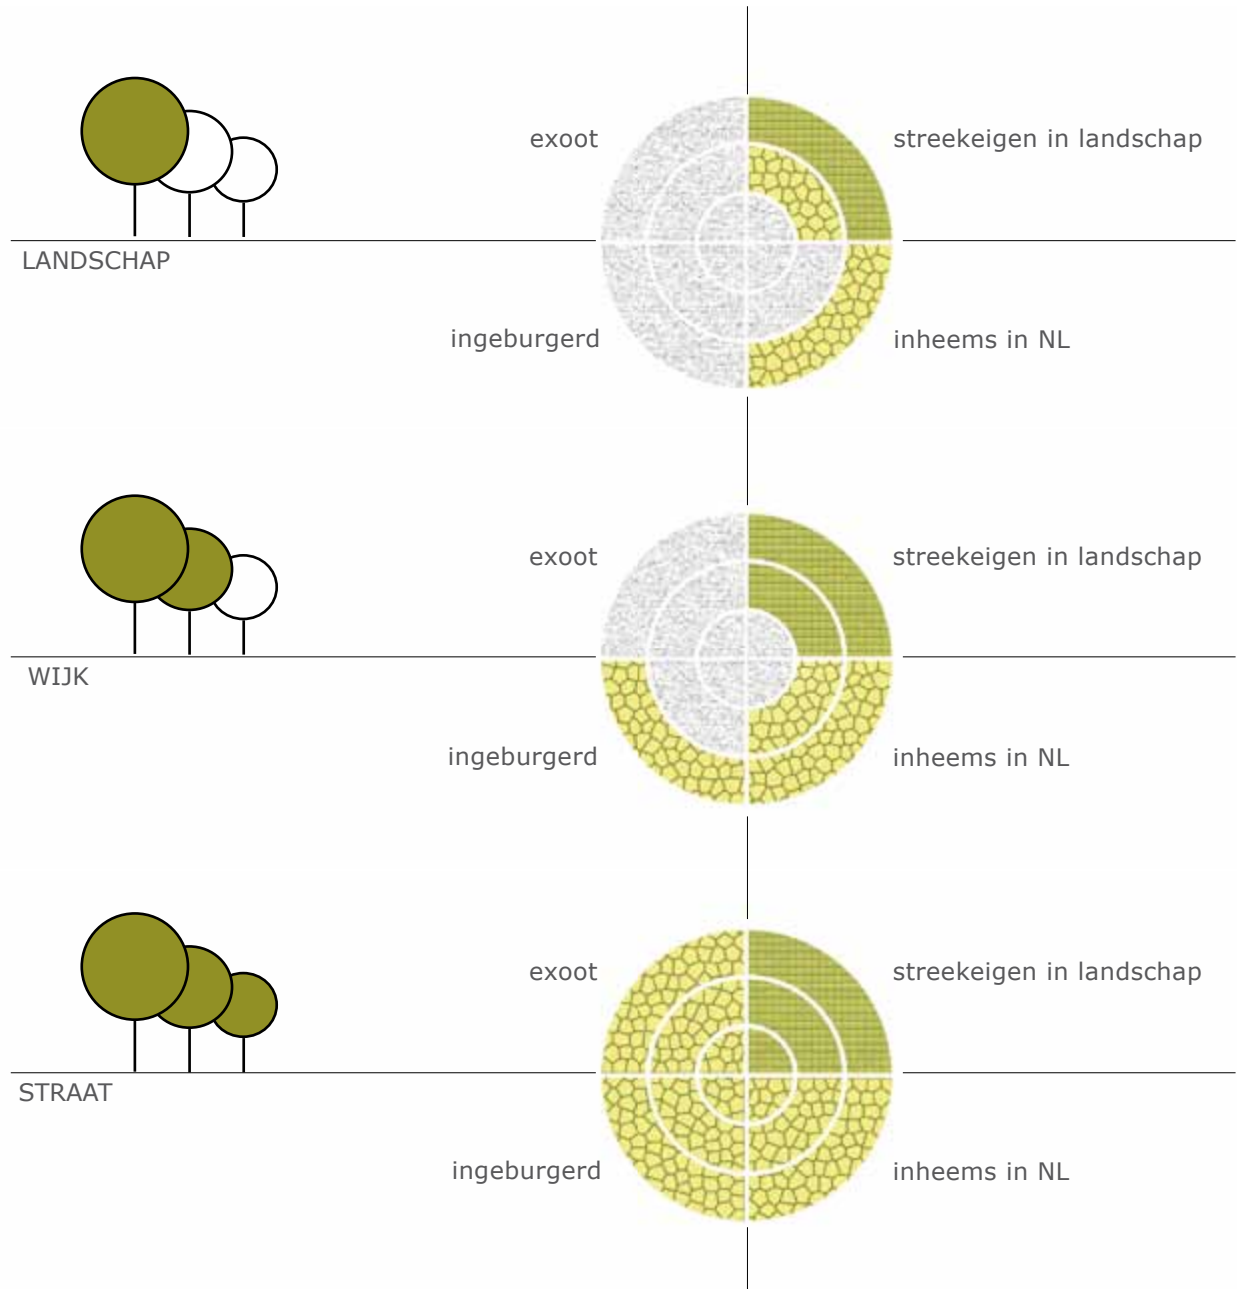 exoot
streekeigen in landschap
LANDSCHAP
ingeburgerd
inheems in NL
exoot
streekeigen in landschap
WIJK
ingeburgerd
inheems in NL
exoot
streekeigen in landschap
STRAAT
ingeburgerd
inheems in NL